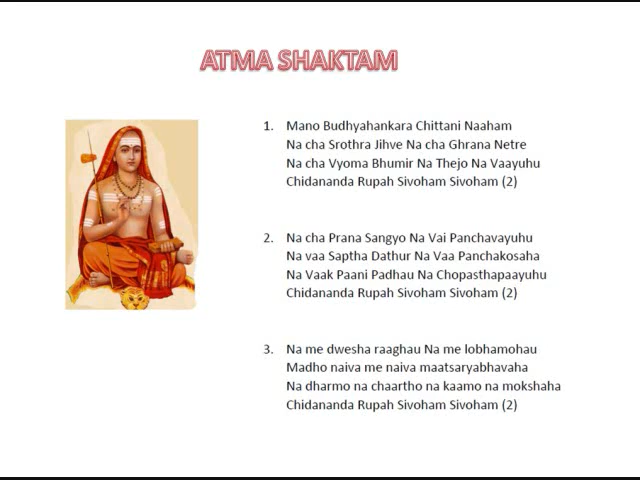 ATMA SHAKTAM
1. Mano Budhyahankara Chittani Naaham
Na cha Srothra Jihve Na cha Ghrana Netre
Na cha Vyoma Bhumir Na Thejo Na Vaayuhu
Chidananda Rupah Sivoham Sivoham (2)
2. Na cha Prana Sangyo Na Vai Panchavayuhu
Na vaa Saptha Dathur Na Vaa Panchakosaha
Na Vaak Paani Padhau Na Chopasthapaayuhu
Chidananda Rupah Sivoham Sivoham (2)
3. Na me dwesha raaghau Na me lobhamohau
Madho naiva me naiva maatsaryabhavaha
Na dharmo na chaartho na kaamo na mokshaha
Chidananda Rupah Sivoham Sivoham (2)